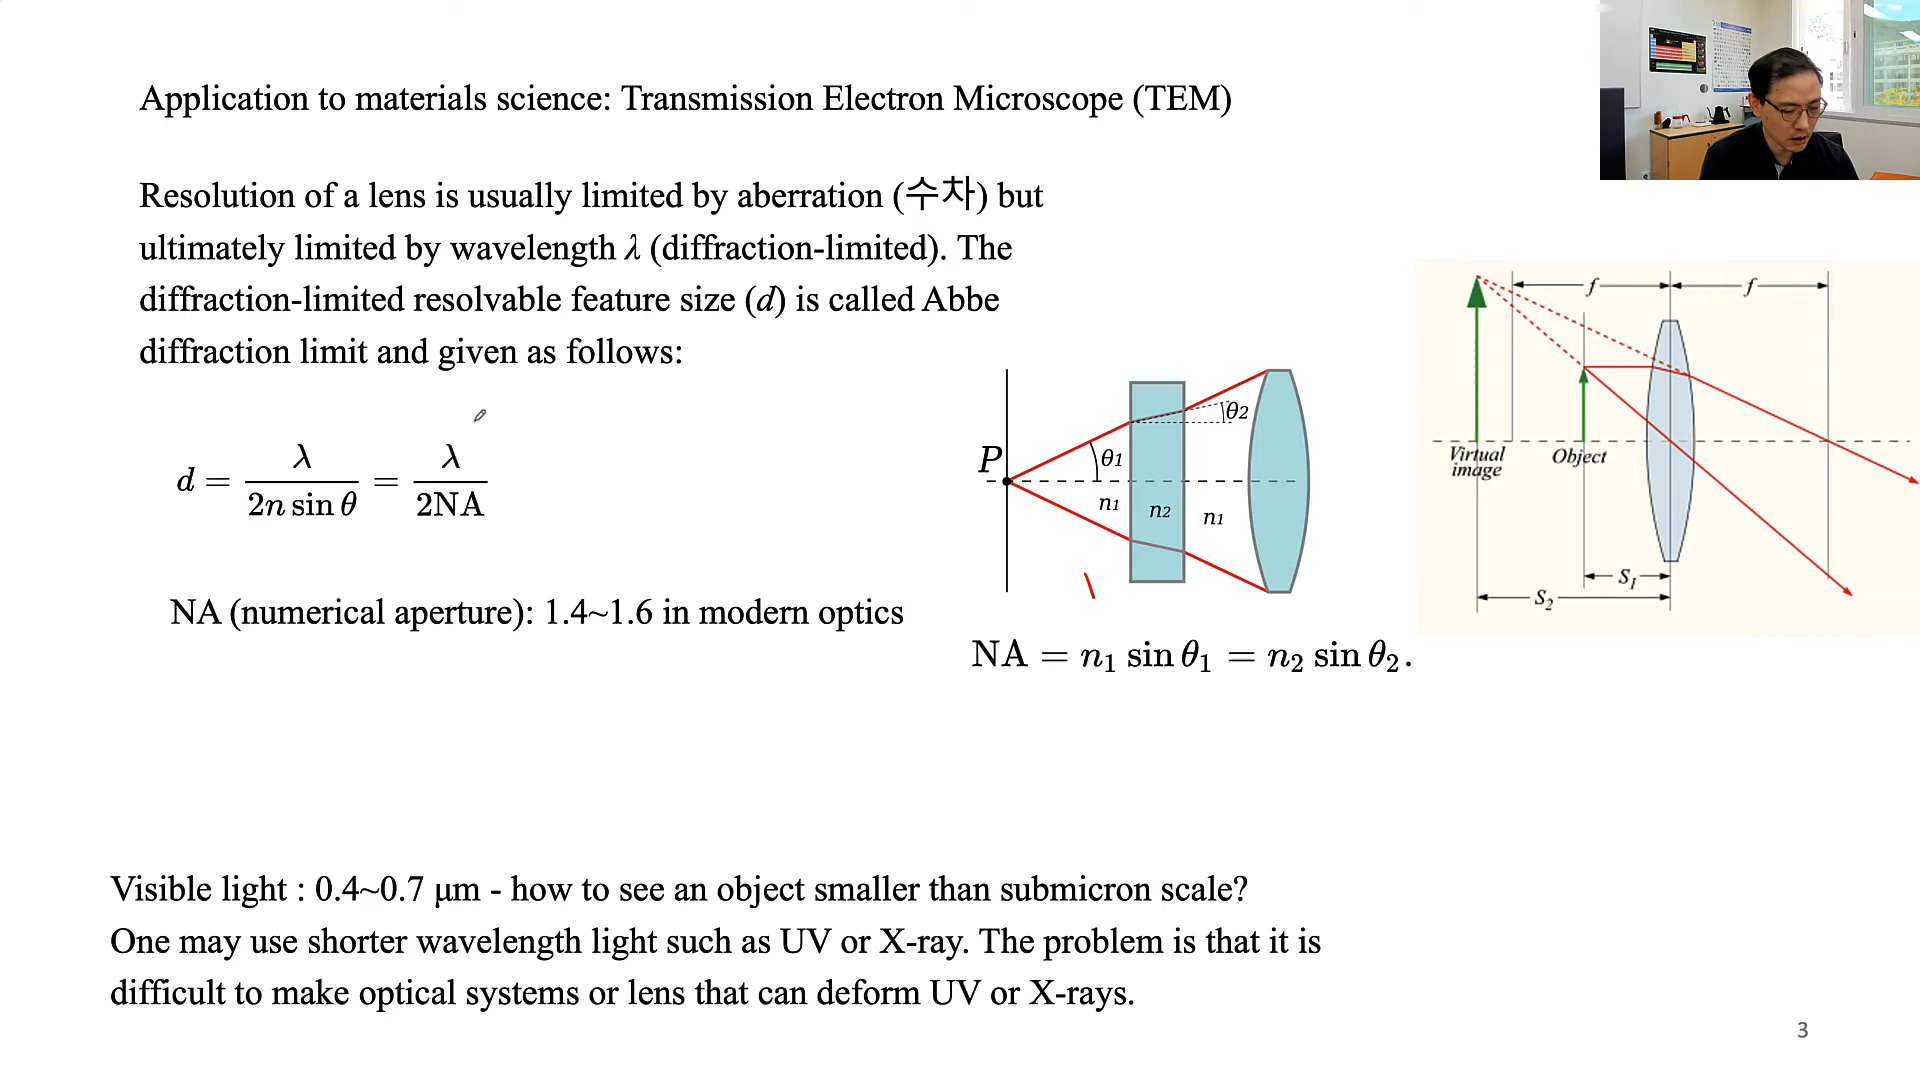 Application to materials science: Transmission Electron Microscope (TEM)
Resolution of a lens is usually limited by aberration (수차) but
ultimately limited by wavelength λ (diffraction-limited). The
diffraction-limited resolvable feature size (d) is called Abbe
diffraction limit and given as follows:
d = λ / (2n sin θ) = λ / (2NA)
NA (numerical aperture): 1.4~1.6 in modern optics
P
θ1
θ2
n1
n2
n1
NA = n₁ sin θ₁ = n₂ sin θ₂.
f
f
Virtual
image
Object
S₁
S₂
Visible light : 0.4~0.7 μm - how to see an object smaller than submicron scale?
One may use shorter wavelength light such as UV or X-ray. The problem is that it is
difficult to make optical systems or lens that can deform UV or X-rays.
3